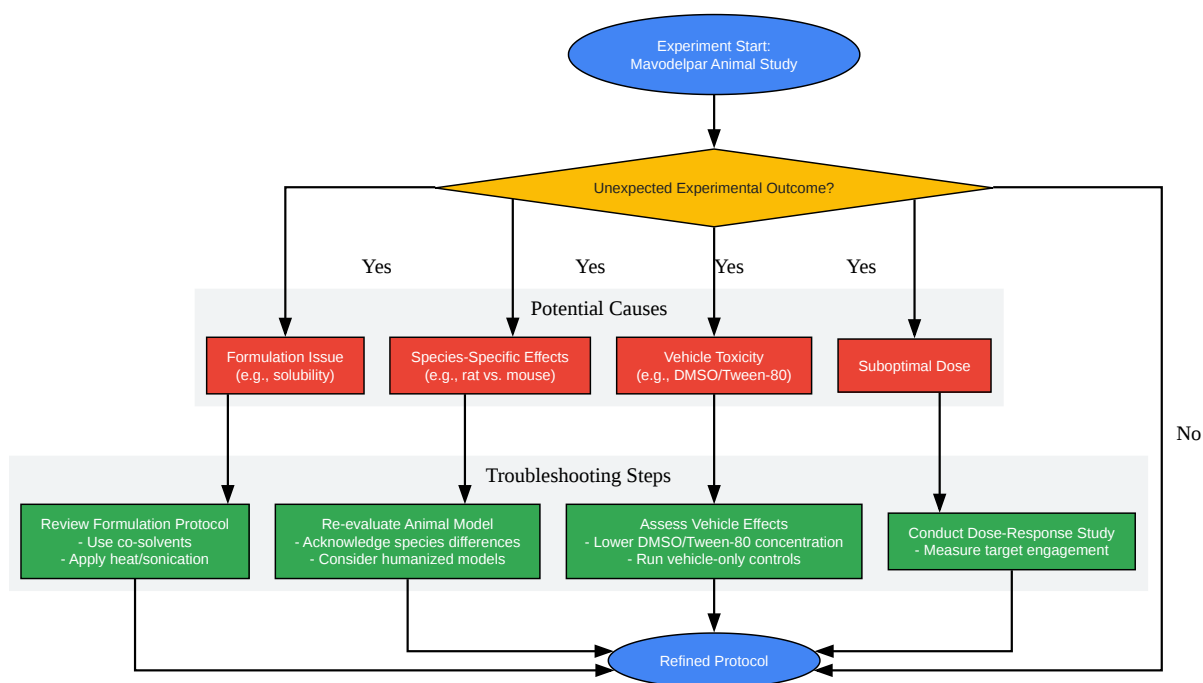 Experiment Start:
Mavodelpar Animal Study
Unexpected Experimental Outcome?
Yes
Yes
Yes
Yes
Potential Causes
Formulation Issue
(e.g., solubility)
Species-Specific Effects
(e.g., rat vs. mouse)
Vehicle Toxicity
(e.g., DMSO/Tween-80)
Suboptimal Dose
No
Troubleshooting Steps
Review Formulation Protocol
- Use co-solvents
- Apply heat/sonication
Re-evaluate Animal Model
- Acknowledge species differences
- Consider humanized models
Assess Vehicle Effects
- Lower DMSO/Tween-80 concentration
- Run vehicle-only controls
Conduct Dose-Response Study
- Measure target engagement
Refined Protocol